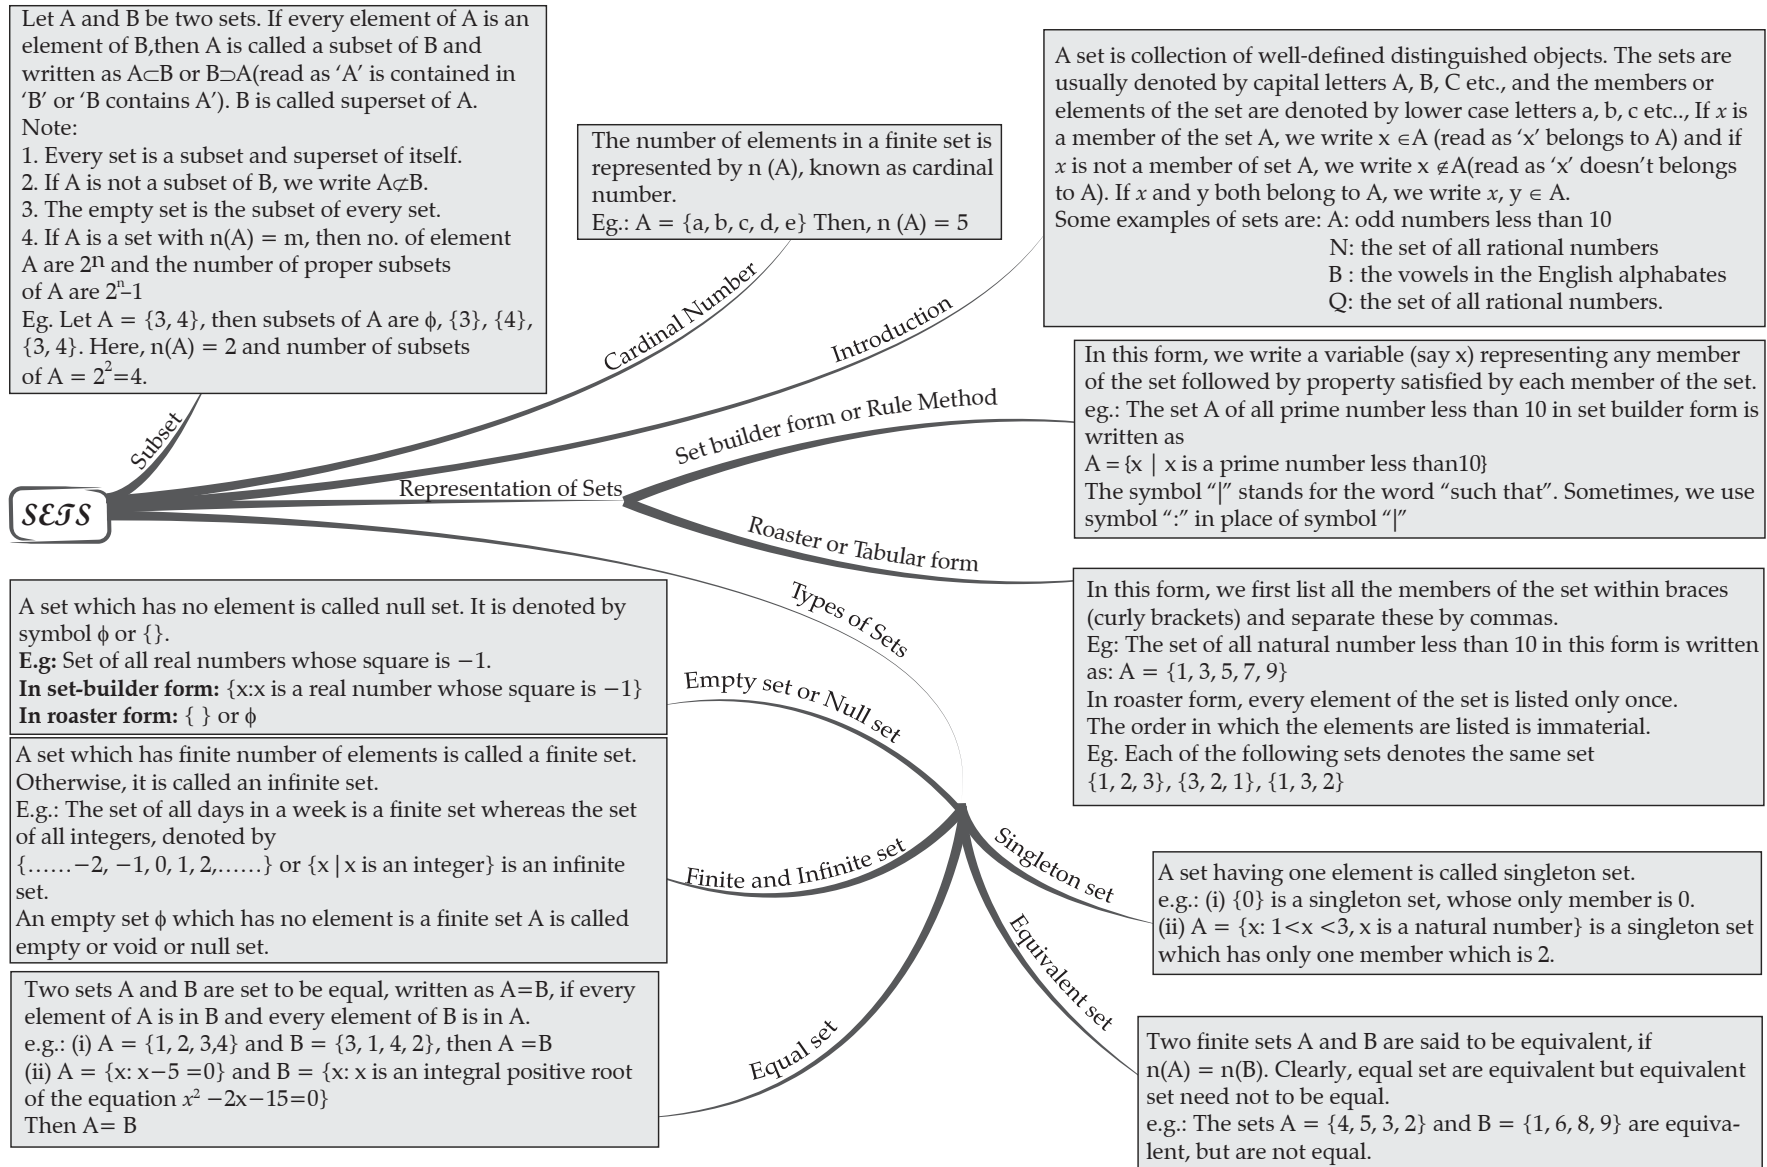 Let A and B be two sets. If every element of A is an
element of B,then A is called a subset of B and
written as A⊂B or B⊃A(read as ‘A’ is contained in
‘B’ or ‘B contains A’). B is called superset of A.
Note:
1. Every set is a subset and superset of itself.
2. If A is not a subset of B, we write A⊄B.
3. The empty set is the subset of every set.
4. If A is a set with n(A) = m, then no. of element
A are 2ⁿ and the number of proper subsets
of A are 2ⁿ–1
Eg. Let A = {3, 4}, then subsets of A are ϕ, {3}, {4},
{3, 4}. Here, n(A) = 2 and number of subsets
of A = 2²=4.
Subset
The number of elements in a finite set is
represented by n (A), known as cardinal
number.
Eg.: A = {a, b, c, d, e} Then, n (A) = 5
Cardinal Number
A set is collection of well-defined distinguished objects. The sets are
usually denoted by capital letters A, B, C etc., and the members or
elements of the set are denoted by lower case letters a, b, c etc.., If x is
a member of the set A, we write x ∈A (read as ‘x’ belongs to A) and if
x is not a member of set A, we write x ∉A(read as ‘x’ doesn’t belongs
to A). If x and y both belong to A, we write x, y ∈ A.
Some examples of sets are: A: odd numbers less than 10
N: the set of all rational numbers
B : the vowels in the English alphabates
Q: the set of all rational numbers.
Introduction
SETS
Representation of Sets
Set builder form or Rule Method
In this form, we write a variable (say x) representing any member
of the set followed by property satisfied by each member of the set.
eg.: The set A of all prime number less than 10 in set builder form is
written as
A = {x | x is a prime number less than10}
The symbol “|” stands for the word “such that”. Sometimes, we use
symbol “:” in place of symbol “|”
Roaster or Tabular form
In this form, we first list all the members of the set within braces
(curly brackets) and separate these by commas.
Eg: The set of all natural number less than 10 in this form is written
as: A = {1, 3, 5, 7, 9}
In roaster form, every element of the set is listed only once.
The order in which the elements are listed is immaterial.
Eg. Each of the following sets denotes the same set
{1, 2, 3}, {3, 2, 1}, {1, 3, 2}
Types of Sets
A set which has no element is called null set. It is denoted by
symbol ϕ or {}.
E.g: Set of all real numbers whose square is −1.
In set-builder form: {x:x is a real number whose square is −1}
In roaster form: { } or ϕ
Empty set or Null set
A set which has finite number of elements is called a finite set.
Otherwise, it is called an infinite set.
E.g.: The set of all days in a week is a finite set whereas the set
of all integers, denoted by
{......−2, −1, 0, 1, 2,......} or {x | x is an integer} is an infinite
set.
An empty set ϕ which has no element is a finite set A is called
empty or void or null set.
Finite and Infinite set
Two sets A and B are set to be equal, written as A=B, if every
element of A is in B and every element of B is in A.
e.g.: (i) A = {1, 2, 3,4} and B = {3, 1, 4, 2}, then A =B
(ii) A = {x: x−5 =0} and B = {x: x is an integral positive root
of the equation x² −2x−15=0}
Then A= B
Equal set
Singleton set
A set having one element is called singleton set.
e.g.: (i) {0} is a singleton set, whose only member is 0.
(ii) A = {x: 1<x <3, x is a natural number} is a singleton set
which has only one member which is 2.
Equivalent set
Two finite sets A and B are said to be equivalent, if
n(A) = n(B). Clearly, equal set are equivalent but equivalent
set need not to be equal.
e.g.: The sets A = {4, 5, 3, 2} and B = {1, 6, 8, 9} are equiva-
lent, but are not equal.